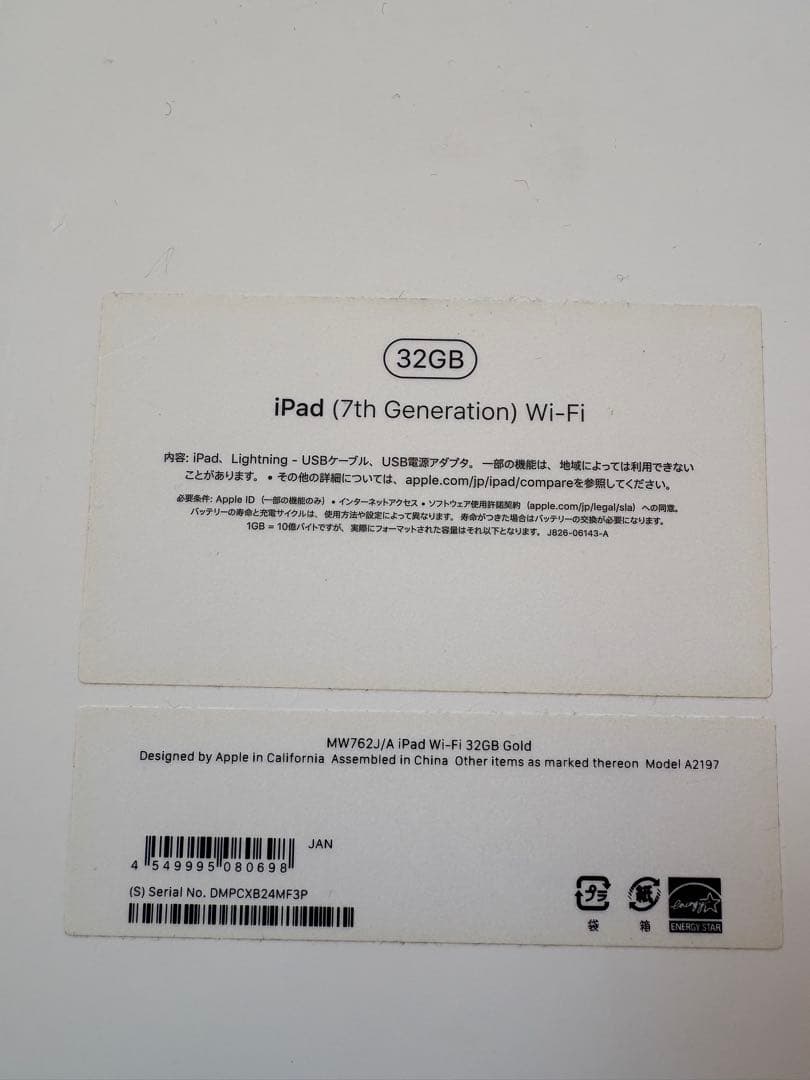 32GB
iPad (7th Generation) Wi-Fi
内容: iPad、Lightning - USBケーブル、USB電源アダプタ。一部の機能は、地域によっては利用できない
ことがあります。• その他の詳細については、apple.com/jp/ipad/compareを参照してください。
必要条件: Apple ID（一部の機能のみ）• インターネットアクセス • ソフトウェア使用許諾契約（apple.com/jp/legal/sla）への同意。
バッテリーの寿命と充電サイクルは、使用方法や設定によって異なります。寿命がつきた場合はバッテリーの交換が必要になります。
1GB = 10億バイトですが、実際にフォーマットされた容量はそれ以下となります。J826-06143-A
MW762J/A iPad Wi-Fi 32GB Gold
Designed by Apple in California Assembled in China Other items as marked thereon Model A2197
JAN
4 549995 080698
(S) Serial No. DMPCXB24MF3P
プラ 紙 energy
袋 箱 ENERGY STAR